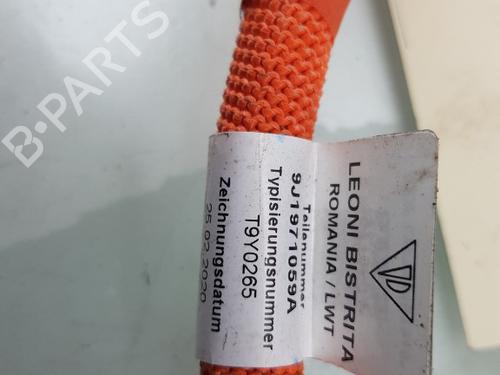 B-PARTS
LEONI BISTRITA
ROMANIA / LWT
Teilenummer
9J1971059A
Typisierungsnummer
T9Y0265
Zeichnungsdatum
25.02.2020